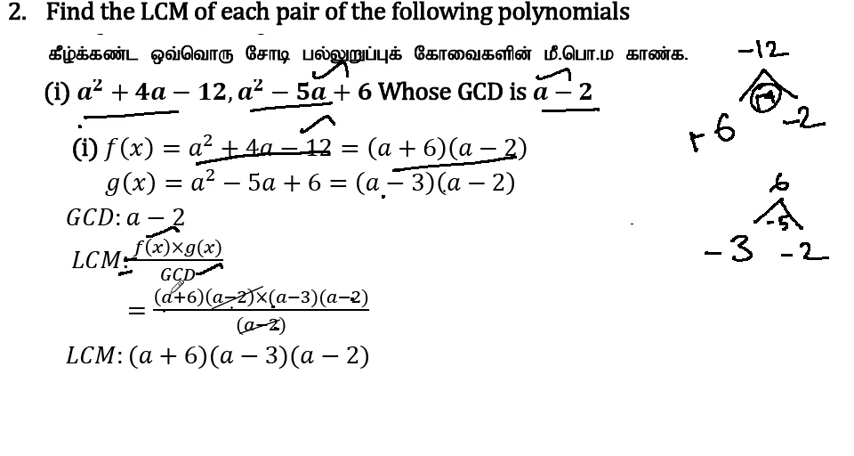 2. Find the LCM of each pair of the following polynomials
கீழ்க்கண்ட ஒவ்வொரு சோடி பல்லுறுப்புக் கோவைகளின் மீ.பொ.ம காண்க.
(i) a² + 4a − 12, a² − 5a + 6 Whose GCD is a − 2
(i) f(x) = a² + 4a − 12 = (a + 6)(a − 2)
g(x) = a² − 5a + 6 = (a − 3)(a − 2)
GCD: a − 2
LCM: f(x)×g(x)
GCD
= (a+6)(a−2)×(a−3)(a−2)
(a−2)
LCM: (a + 6)(a − 3)(a − 2)
-12
+6 -2
6
-5
-3 -2